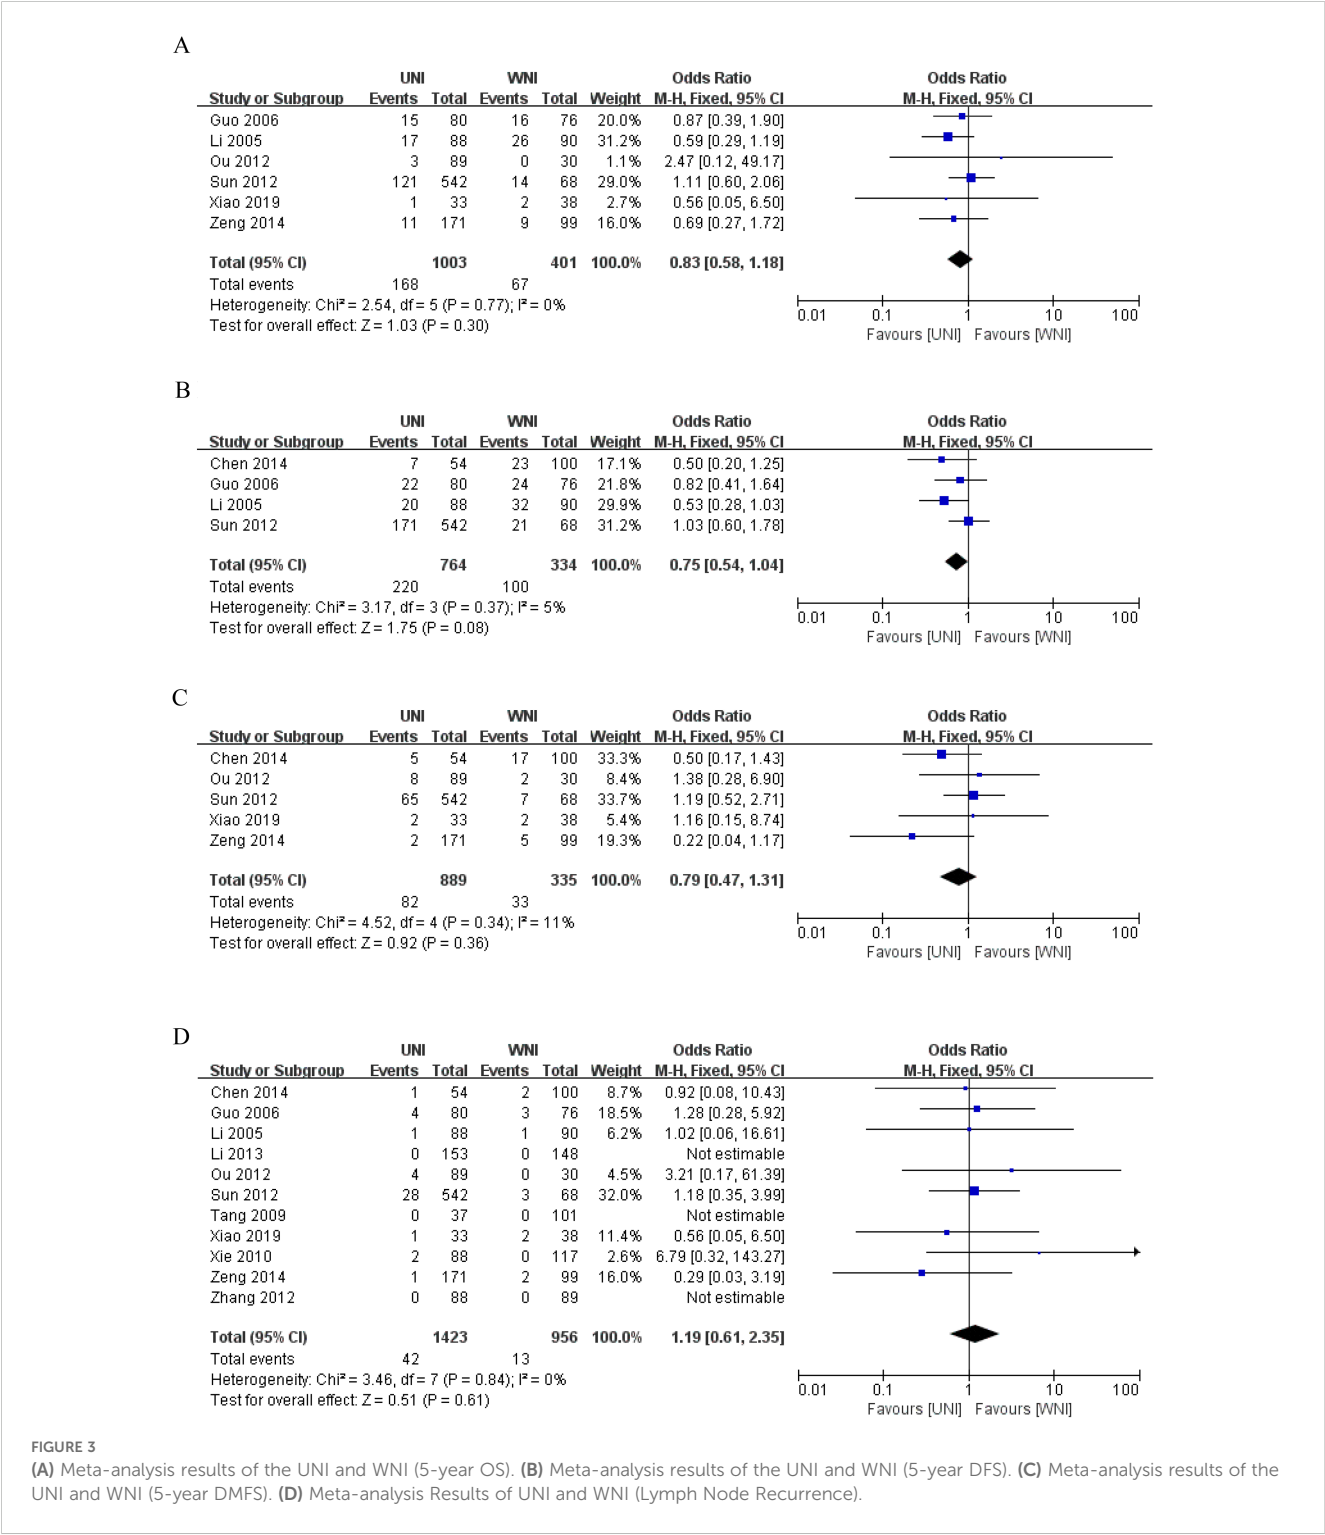 A
UNI WNI Odds Ratio Odds Ratio
Study or Subgroup Events Total Events Total Weight M-H, Fixed, 95% CI M-H, Fixed, 95% CI
Guo 2006 15 80 16 76 20.0% 0.87 [0.39, 1.90]
Li 2005 17 88 26 90 31.2% 0.59 [0.29, 1.19]
Ou 2012 3 89 0 30 1.1% 2.47 [0.12, 49.17]
Sun 2012 121 542 14 68 29.0% 1.11 [0.60, 2.06]
Xiao 2019 1 33 2 38 2.7% 0.56 [0.05, 6.50]
Zeng 2014 11 171 9 99 16.0% 0.69 [0.27, 1.72]
Total (95% CI) 1003 401 100.0% 0.83 [0.58, 1.18]
Total events 168 67
Heterogeneity: Chi² = 2.54, df = 5 (P = 0.77); I² = 0%
Test for overall effect: Z = 1.03 (P = 0.30)
0.01 0.1 1 10 100
Favours [UNI] Favours [WNI]
B
UNI WNI Odds Ratio Odds Ratio
Study or Subgroup Events Total Events Total Weight M-H, Fixed, 95% CI M-H, Fixed, 95% CI
Chen 2014 7 54 23 100 17.1% 0.50 [0.20, 1.25]
Guo 2006 22 80 24 76 21.8% 0.82 [0.41, 1.64]
Li 2005 20 88 32 90 29.9% 0.53 [0.28, 1.03]
Sun 2012 171 542 21 68 31.2% 1.03 [0.60, 1.78]
Total (95% CI) 764 334 100.0% 0.75 [0.54, 1.04]
Total events 220 100
Heterogeneity: Chi² = 3.17, df = 3 (P = 0.37); I² = 5%
Test for overall effect: Z = 1.75 (P = 0.08)
0.01 0.1 1 10 100
Favours [UNI] Favours [WNI]
C
UNI WNI Odds Ratio Odds Ratio
Study or Subgroup Events Total Events Total Weight M-H, Fixed, 95% CI M-H, Fixed, 95% CI
Chen 2014 5 54 17 100 33.3% 0.50 [0.17, 1.43]
Ou 2012 8 89 2 30 8.4% 1.38 [0.28, 6.90]
Sun 2012 65 542 7 68 33.7% 1.19 [0.52, 2.71]
Xiao 2019 2 33 2 38 5.4% 1.16 [0.15, 8.74]
Zeng 2014 2 171 5 99 19.3% 0.22 [0.04, 1.17]
Total (95% CI) 889 335 100.0% 0.79 [0.47, 1.31]
Total events 82 33
Heterogeneity: Chi² = 4.52, df = 4 (P = 0.34); I² = 11%
Test for overall effect: Z = 0.92 (P = 0.36)
0.01 0.1 1 10 100
Favours [UNI] Favours [WNI]
D
UNI WNI Odds Ratio Odds Ratio
Study or Subgroup Events Total Events Total Weight M-H, Fixed, 95% CI M-H, Fixed, 95% CI
Chen 2014 1 54 2 100 8.7% 0.92 [0.08, 10.43]
Guo 2006 4 80 3 76 18.5% 1.28 [0.28, 5.92]
Li 2005 1 88 1 90 6.2% 1.02 [0.06, 16.61]
Li 2013 0 153 0 148 Not estimable
Ou 2012 4 89 0 30 4.5% 3.21 [0.17, 61.39]
Sun 2012 28 542 3 68 32.0% 1.18 [0.35, 3.99]
Tang 2009 0 37 0 101 Not estimable
Xiao 2019 1 33 2 38 11.4% 0.56 [0.05, 6.50]
Xie 2010 2 88 0 117 2.6% 6.79 [0.32, 143.27]
Zeng 2014 1 171 2 99 16.0% 0.29 [0.03, 3.19]
Zhang 2012 0 88 0 89 Not estimable
Total (95% CI) 1423 956 100.0% 1.19 [0.61, 2.35]
Total events 42 13
Heterogeneity: Chi² = 3.46, df = 7 (P = 0.84); I² = 0%
Test for overall effect: Z = 0.51 (P = 0.61)
0.01 0.1 1 10 100
Favours [UNI] Favours [WNI]
FIGURE 3
(A) Meta-analysis results of the UNI and WNI (5-year OS). (B) Meta-analysis results of the UNI and WNI (5-year DFS). (C) Meta-analysis results of the
UNI and WNI (5-year DMFS). (D) Meta-analysis Results of UNI and WNI (Lymph Node Recurrence).